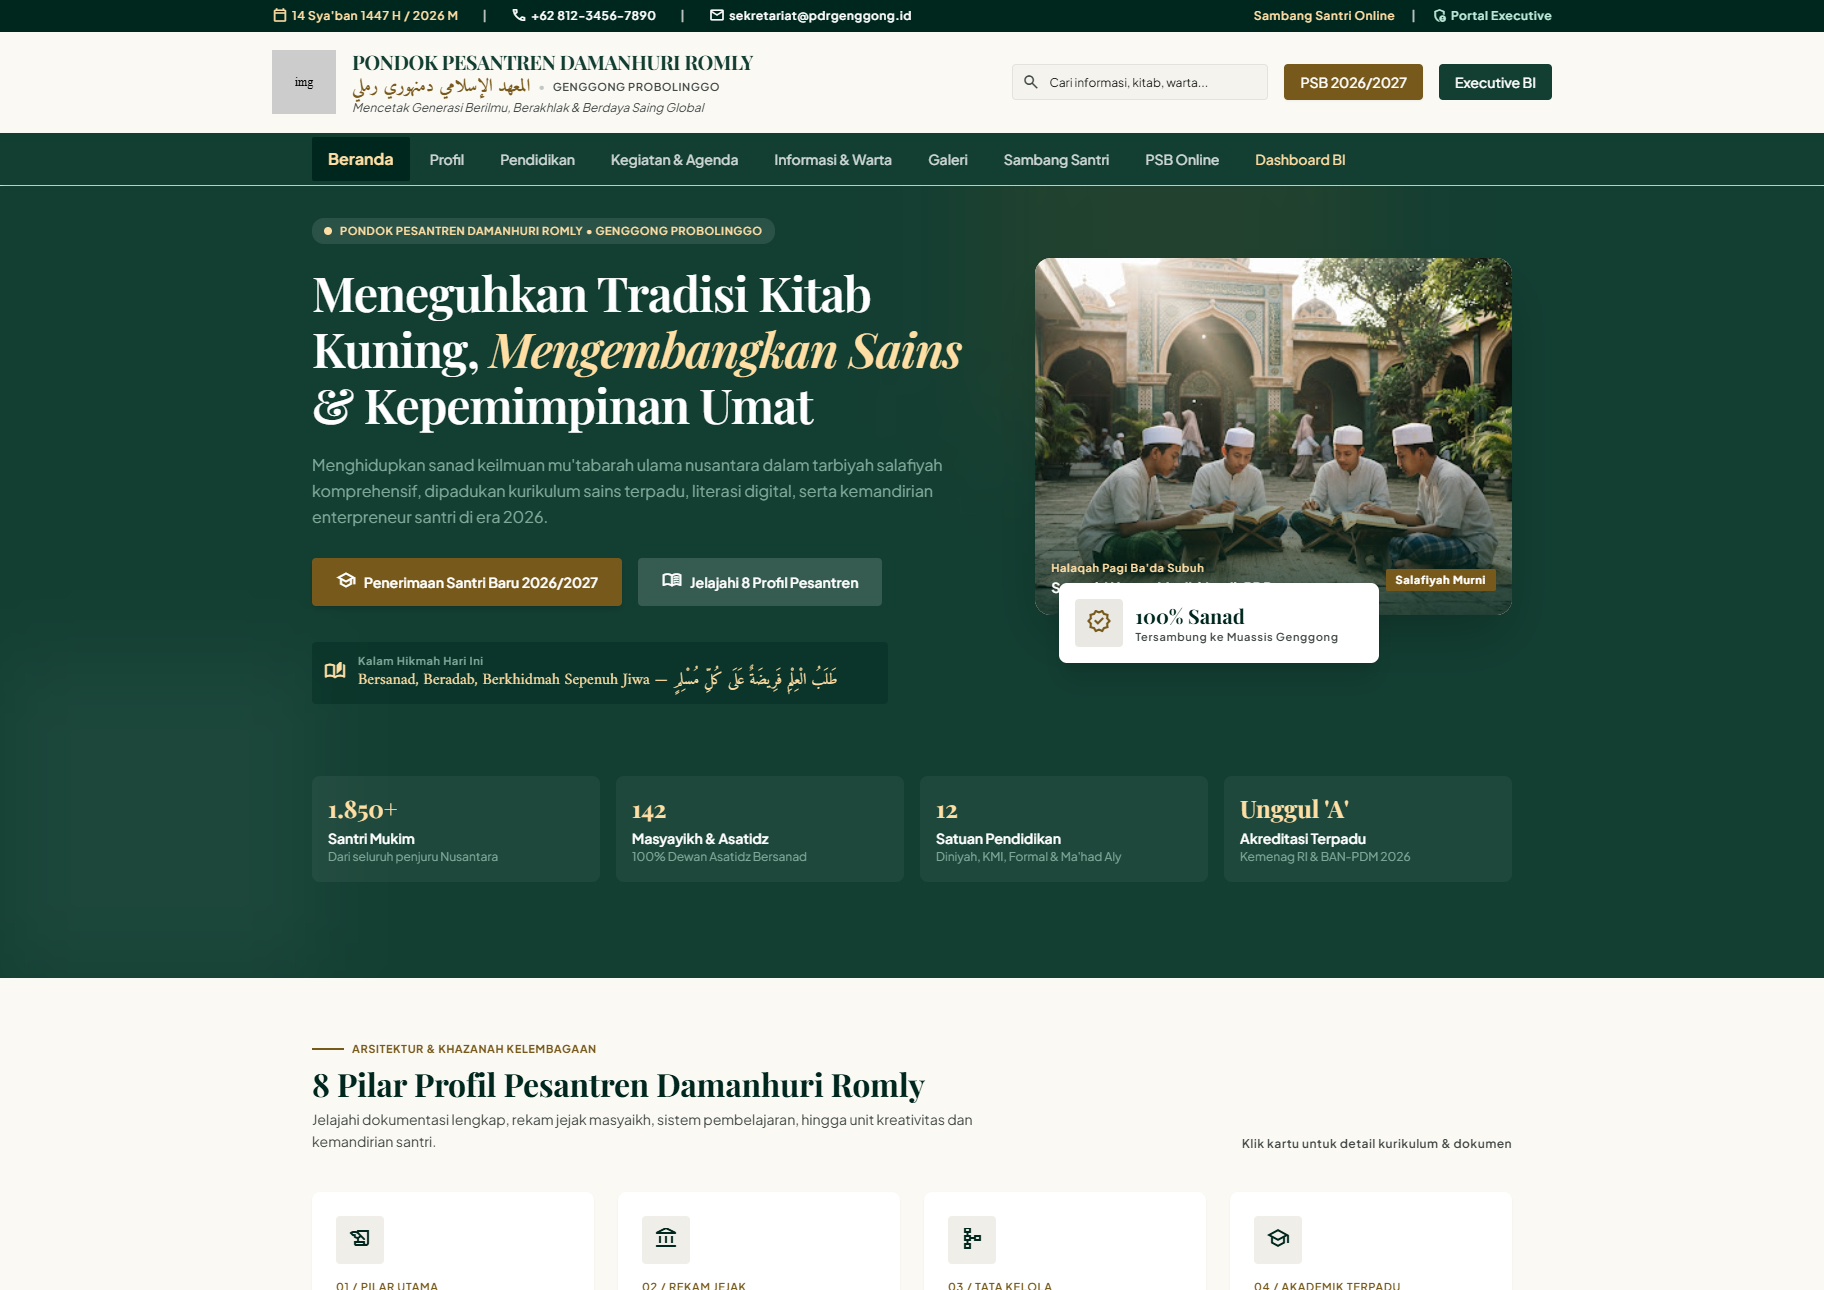 14 Sya'ban 1447 H / 2026 M | +62 812-3456-7890 | sekretariat@pdrgenggong.id
Sambang Santri Online | Portal Executive
img
PONDOK PESANTREN DAMANHURI ROMLY
المعهد الإسلامي دمنهوري رملي • GENGGONG PROBOLINGGO
Mencetak Generasi Berilmu, Berakhlak & Berdaya Saing Global
Cari informasi, kitab, warta...
PSB 2026/2027
Executive BI
Beranda Profil Pendidikan Kegiatan & Agenda Informasi & Warta Galeri Sambang Santri PSB Online Dashboard BI
PONDOK PESANTREN DAMANHURI ROMLY • GENGGONG PROBOLINGGO
Meneguhkan Tradisi Kitab
Kuning, Mengembangkan Sains
& Kepemimpinan Umat
Menghidupkan sanad keilmuan mu'tabarah ulama nusantara dalam tarbiyah salafiyah
komprehensif, dipadukan kurikulum sains terpadu, literasi digital, serta kemandirian
enterpreneur santri di era 2026.
Penerimaan Santri Baru 2026/2027
Jelajahi 8 Profil Pesantren
Kalam Hikmah Hari Ini
Bersanad, Beradab, Berkhidmah Sepenuh Jiwa — طَلَبُ الْعِلْمِ فَرِيضَةٌ عَلَى كُلِّ مُسْلِمٍ
Halaqah Pagi Ba'da Subuh
Salafiyah Murni
100% Sanad
Tersambung ke Muassis Genggong
1.850+
Santri Mukim
Dari seluruh penjuru Nusantara
142
Masyayikh & Asatidz
100% Dewan Asatidz Bersanad
12
Satuan Pendidikan
Diniyah, KMI, Formal & Ma'had Aly
Unggul 'A'
Akreditasi Terpadu
Kemenag RI & BAN-PDM 2026
ARSITEKTUR & KHAZANAH KELEMBAGAAN
8 Pilar Profil Pesantren Damanhuri Romly
Jelajahi dokumentasi lengkap, rekam jejak masyaikh, sistem pembelajaran, hingga unit kreativitas dan
kemandirian santri.
Klik kartu untuk detail kurikulum & dokumen
01 / PILAR UTAMA
02 / REKAM JEJAK
03 / TATA KELOLA
04 / AKADEMIK TERPADU